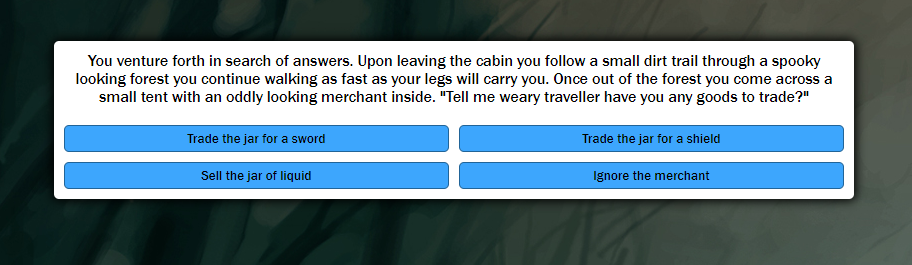 You venture forth in search of answers. Upon leaving the cabin you follow a small dirt trail through a spooky
looking forest you continue walking as fast as your legs will carry you. Once out of the forest you come across a
small tent with an oddly looking merchant inside. "Tell me weary traveller have you any goods to trade?"
Trade the jar for a sword
Trade the jar for a shield
Sell the jar of liquid
Ignore the merchant